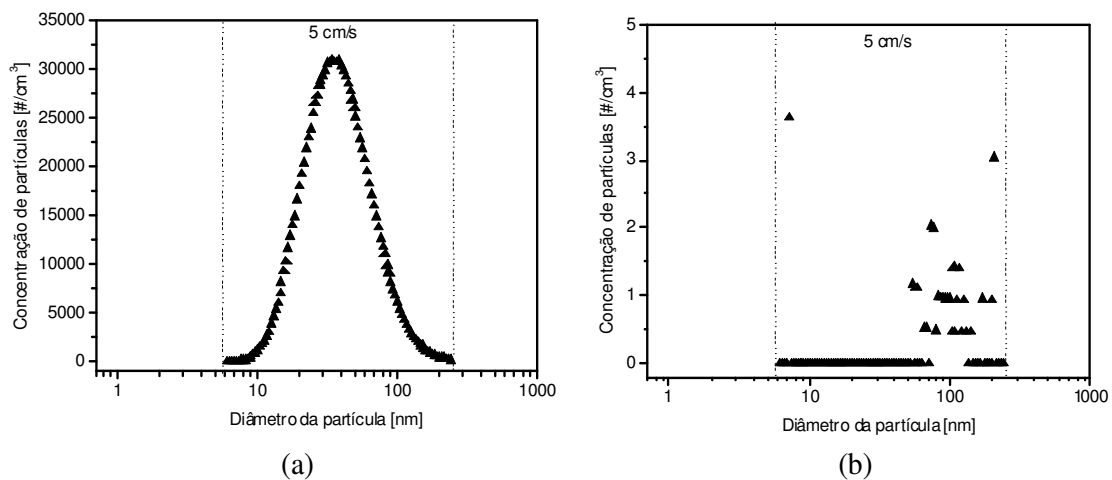 5 cm/s
Concentração de partículas [#/cm³]
35000
30000
25000
20000
15000
10000
5000
0
1
10
100
1000
Diâmetro da partícula [nm]
(a)
5 cm/s
Concentração de partículas [#/cm³]
5
4
3
2
1
0
1
10
100
1000
Diâmetro da partícula [nm]
(b)